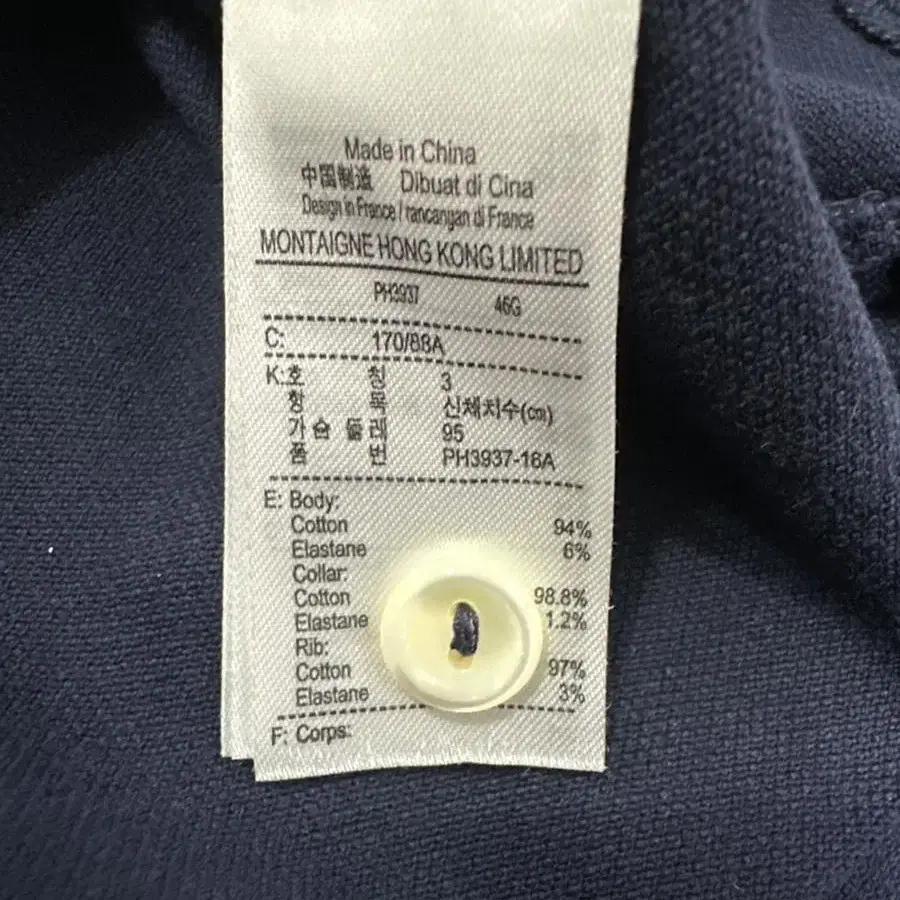 Made in China
中国制造 Dibuat di Cina
Design in France / rancangan di France
MONTAIGNE HONG KONG LIMITED
PH3937 46G
C: 170/88A
K:호 칭 3
항 목 신체치수(cm)
가 슴 둘 레 95
품 번 PH3937-16A
E: Body:
Cotton 94%
Elastane 6%
Collar:
Cotton 98.8%
Elastane 1.2%
Rib:
Cotton 97%
Elastane 3%
F: Corps: